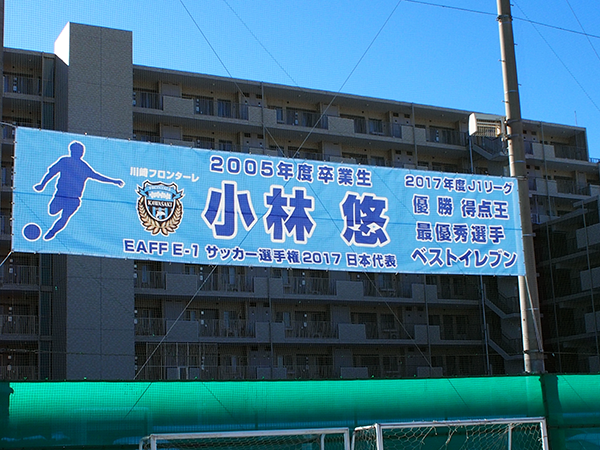 川崎フロンターレ
KAWASAKI
2005年度卒業生
小林 悠
EAFF E-1 サッカー選手権2017 日本代表
2017年度J1リーグ
優勝 得点王
最優秀選手
ベストイレブン